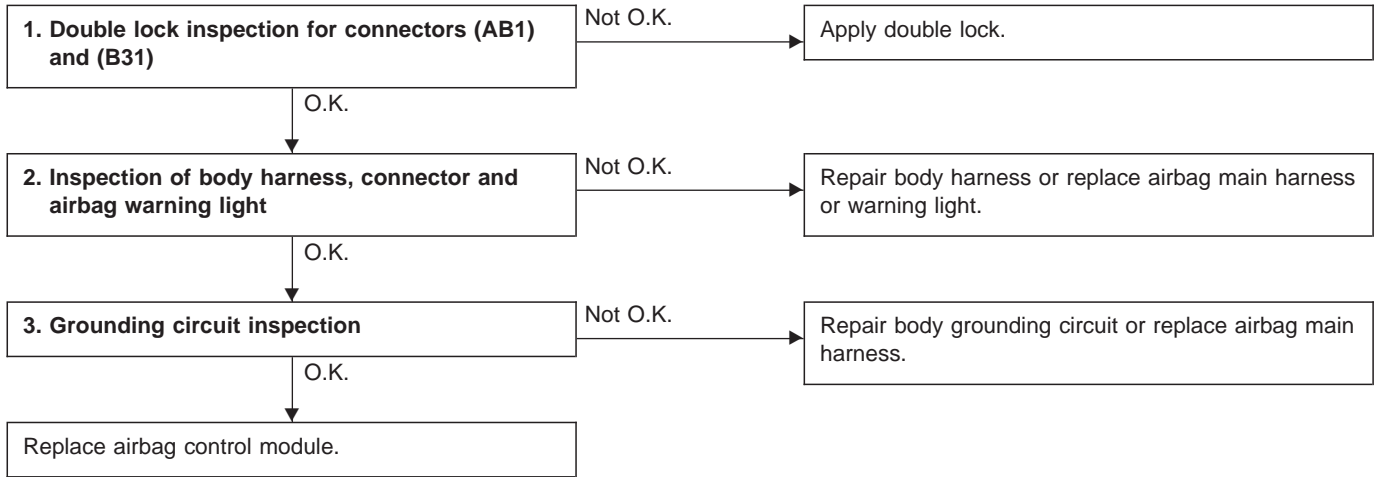 1. Double lock inspection for connectors (AB1)
and (B31)
Not O.K.
Apply double lock.
O.K.
2. Inspection of body harness, connector and
airbag warning light
Not O.K.
Repair body harness or replace airbag main harness
or warning light.
O.K.
3. Grounding circuit inspection
Not O.K.
Repair body grounding circuit or replace airbag main
harness.
O.K.
Replace airbag control module.